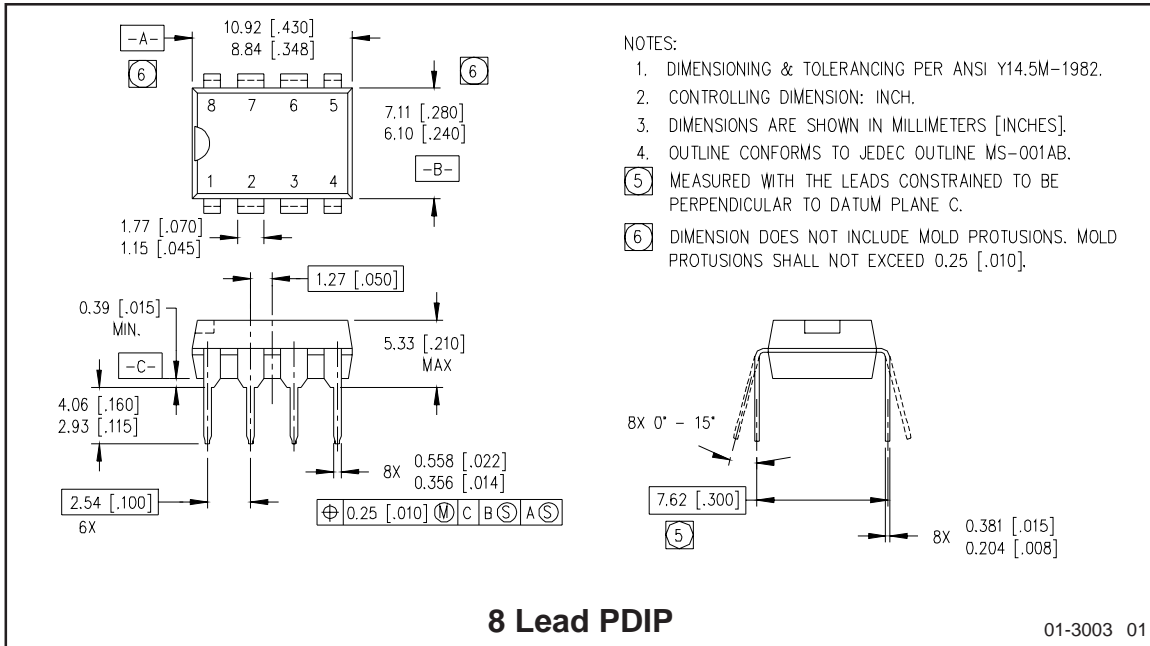 -A-
10.92 [.430]
8.84 [.348]
6
6
8 7 6 5
7.11 [.280]
6.10 [.240]
-B-
1 2 3 4
1.77 [.070]
1.15 [.045]
NOTES:
1. DIMENSIONING & TOLERANCING PER ANSI Y14.5M-1982.
2. CONTROLLING DIMENSION: INCH.
3. DIMENSIONS ARE SHOWN IN MILLIMETERS [INCHES].
4. OUTLINE CONFORMS TO JEDEC OUTLINE MS-001AB.
5 MEASURED WITH THE LEADS CONSTRAINED TO BE
PERPENDICULAR TO DATUM PLANE C.
6 DIMENSION DOES NOT INCLUDE MOLD PROTUSIONS. MOLD
PROTUSIONS SHALL NOT EXCEED 0.25 [.010].
1.27 [.050]
0.39 [.015]
MIN.
-C-
5.33 [.210]
MAX
4.06 [.160]
2.93 [.115]
8X 0.558 [.022]
0.356 [.014]
2.54 [.100]
6X
⌖ 0.25 [.010] Ⓜ C B Ⓢ A Ⓢ
8X 0° - 15°
7.62 [.300]
5
8X 0.381 [.015]
0.204 [.008]
8 Lead PDIP
01-3003 01